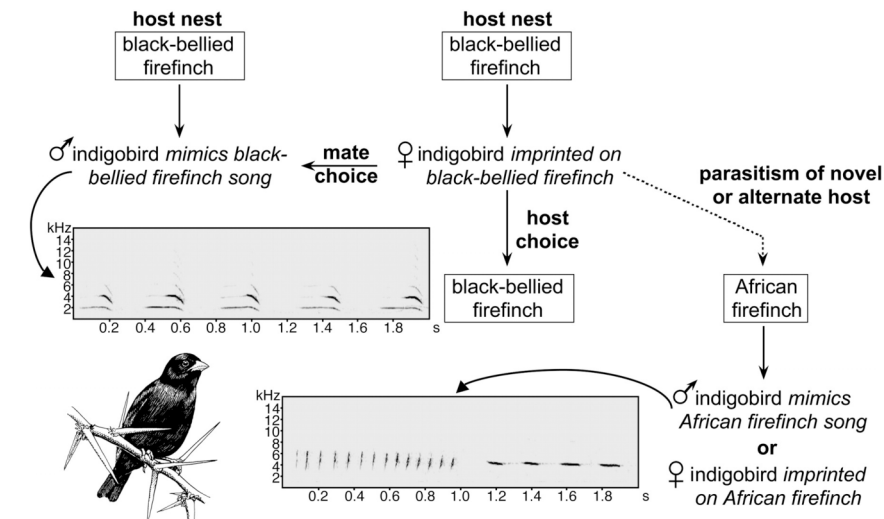 host nest
black-bellied
firefinch
host nest
black-bellied
firefinch
♂ indigobird mimics black-
bellied firefinch song
mate
choice
♀ indigobird imprinted on
black-bellied firefinch
parasitism of novel
or alternate host
host
choice
black-bellied
firefinch
African
firefinch
kHz
14
12
10
8
6
4
2
0.2 0.4 0.6 0.8 1.0 1.2 1.4 1.6 1.8 s
♂ indigobird mimics
African firefinch song
or
♀ indigobird imprinted
on African firefinch
kHz
14
12
10
8
6
4
2
0.2 0.4 0.6 0.8 1.0 1.2 1.4 1.6 1.8 s